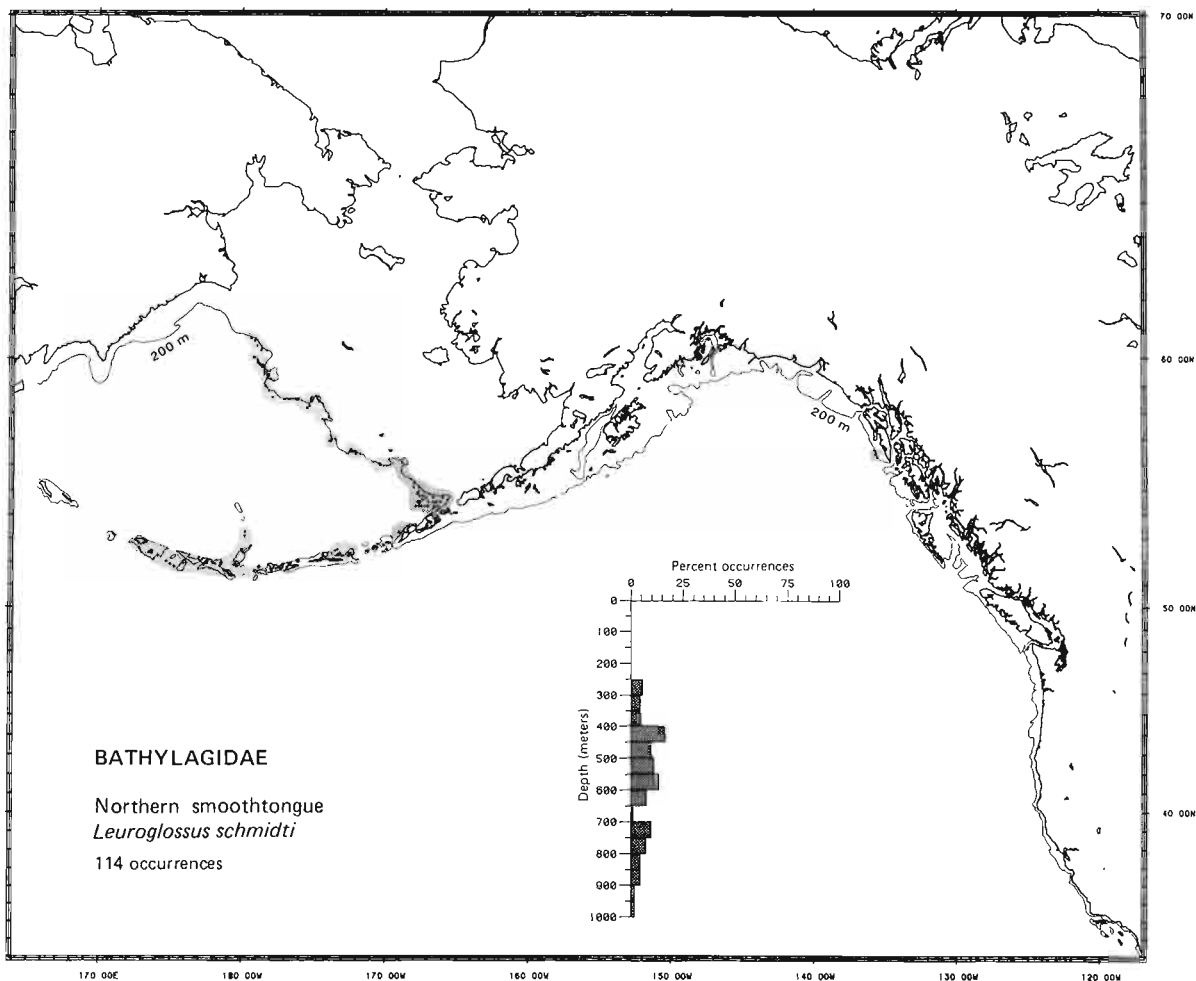 70 00N
200 m
60 00N
200 m
Percent occurrences
0 25 50 75 100
0
50 00N
100
200
300
400
500
600
700
800
900
1000
Depth (meters)
BATHYLAGIDAE
Northern smoothtongue
Leuroglossus schmidti
114 occurrences
40 00N
170 00E 180 00W 170 00W 160 00W 150 00W 140 00W 130 00W 120 00W